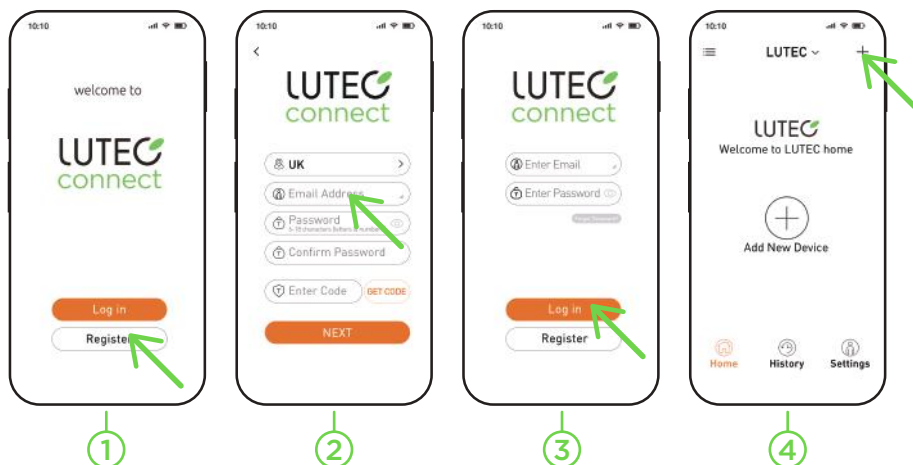 10:10
welcome to
LUTEC
connect
Log in
Register
1
10:10
LUTEC
connect
UK
Email Address
Password
Confirm Password
Enter Code
GET CODE
NEXT
2
10:10
LUTEC
connect
Enter Email
Enter Password
Forgot Password?
Log in
Register
3
10:10
LUTEC
LUTEC
Welcome to LUTEC home
Add New Device
Home
History
Settings
4